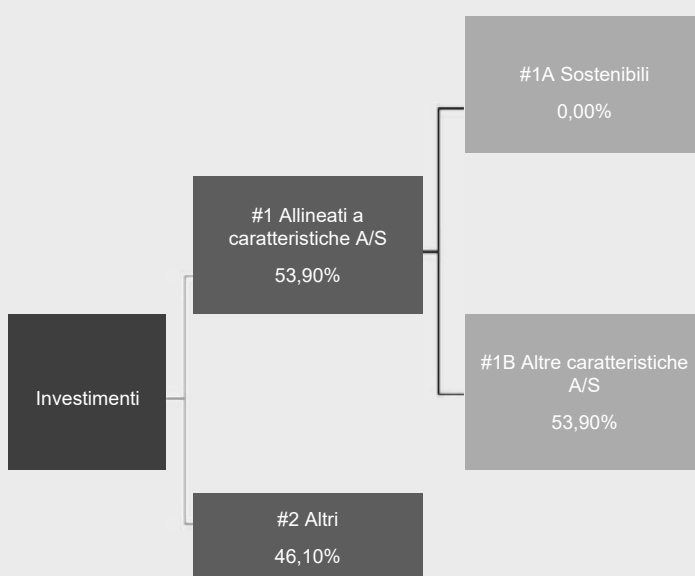 #1A Sostenibili
0,00%
#1 Allineati a
caratteristiche A/S
53,90%
Investimenti
#1B Altre caratteristiche
A/S
53,90%
#2 Altri
46,10%